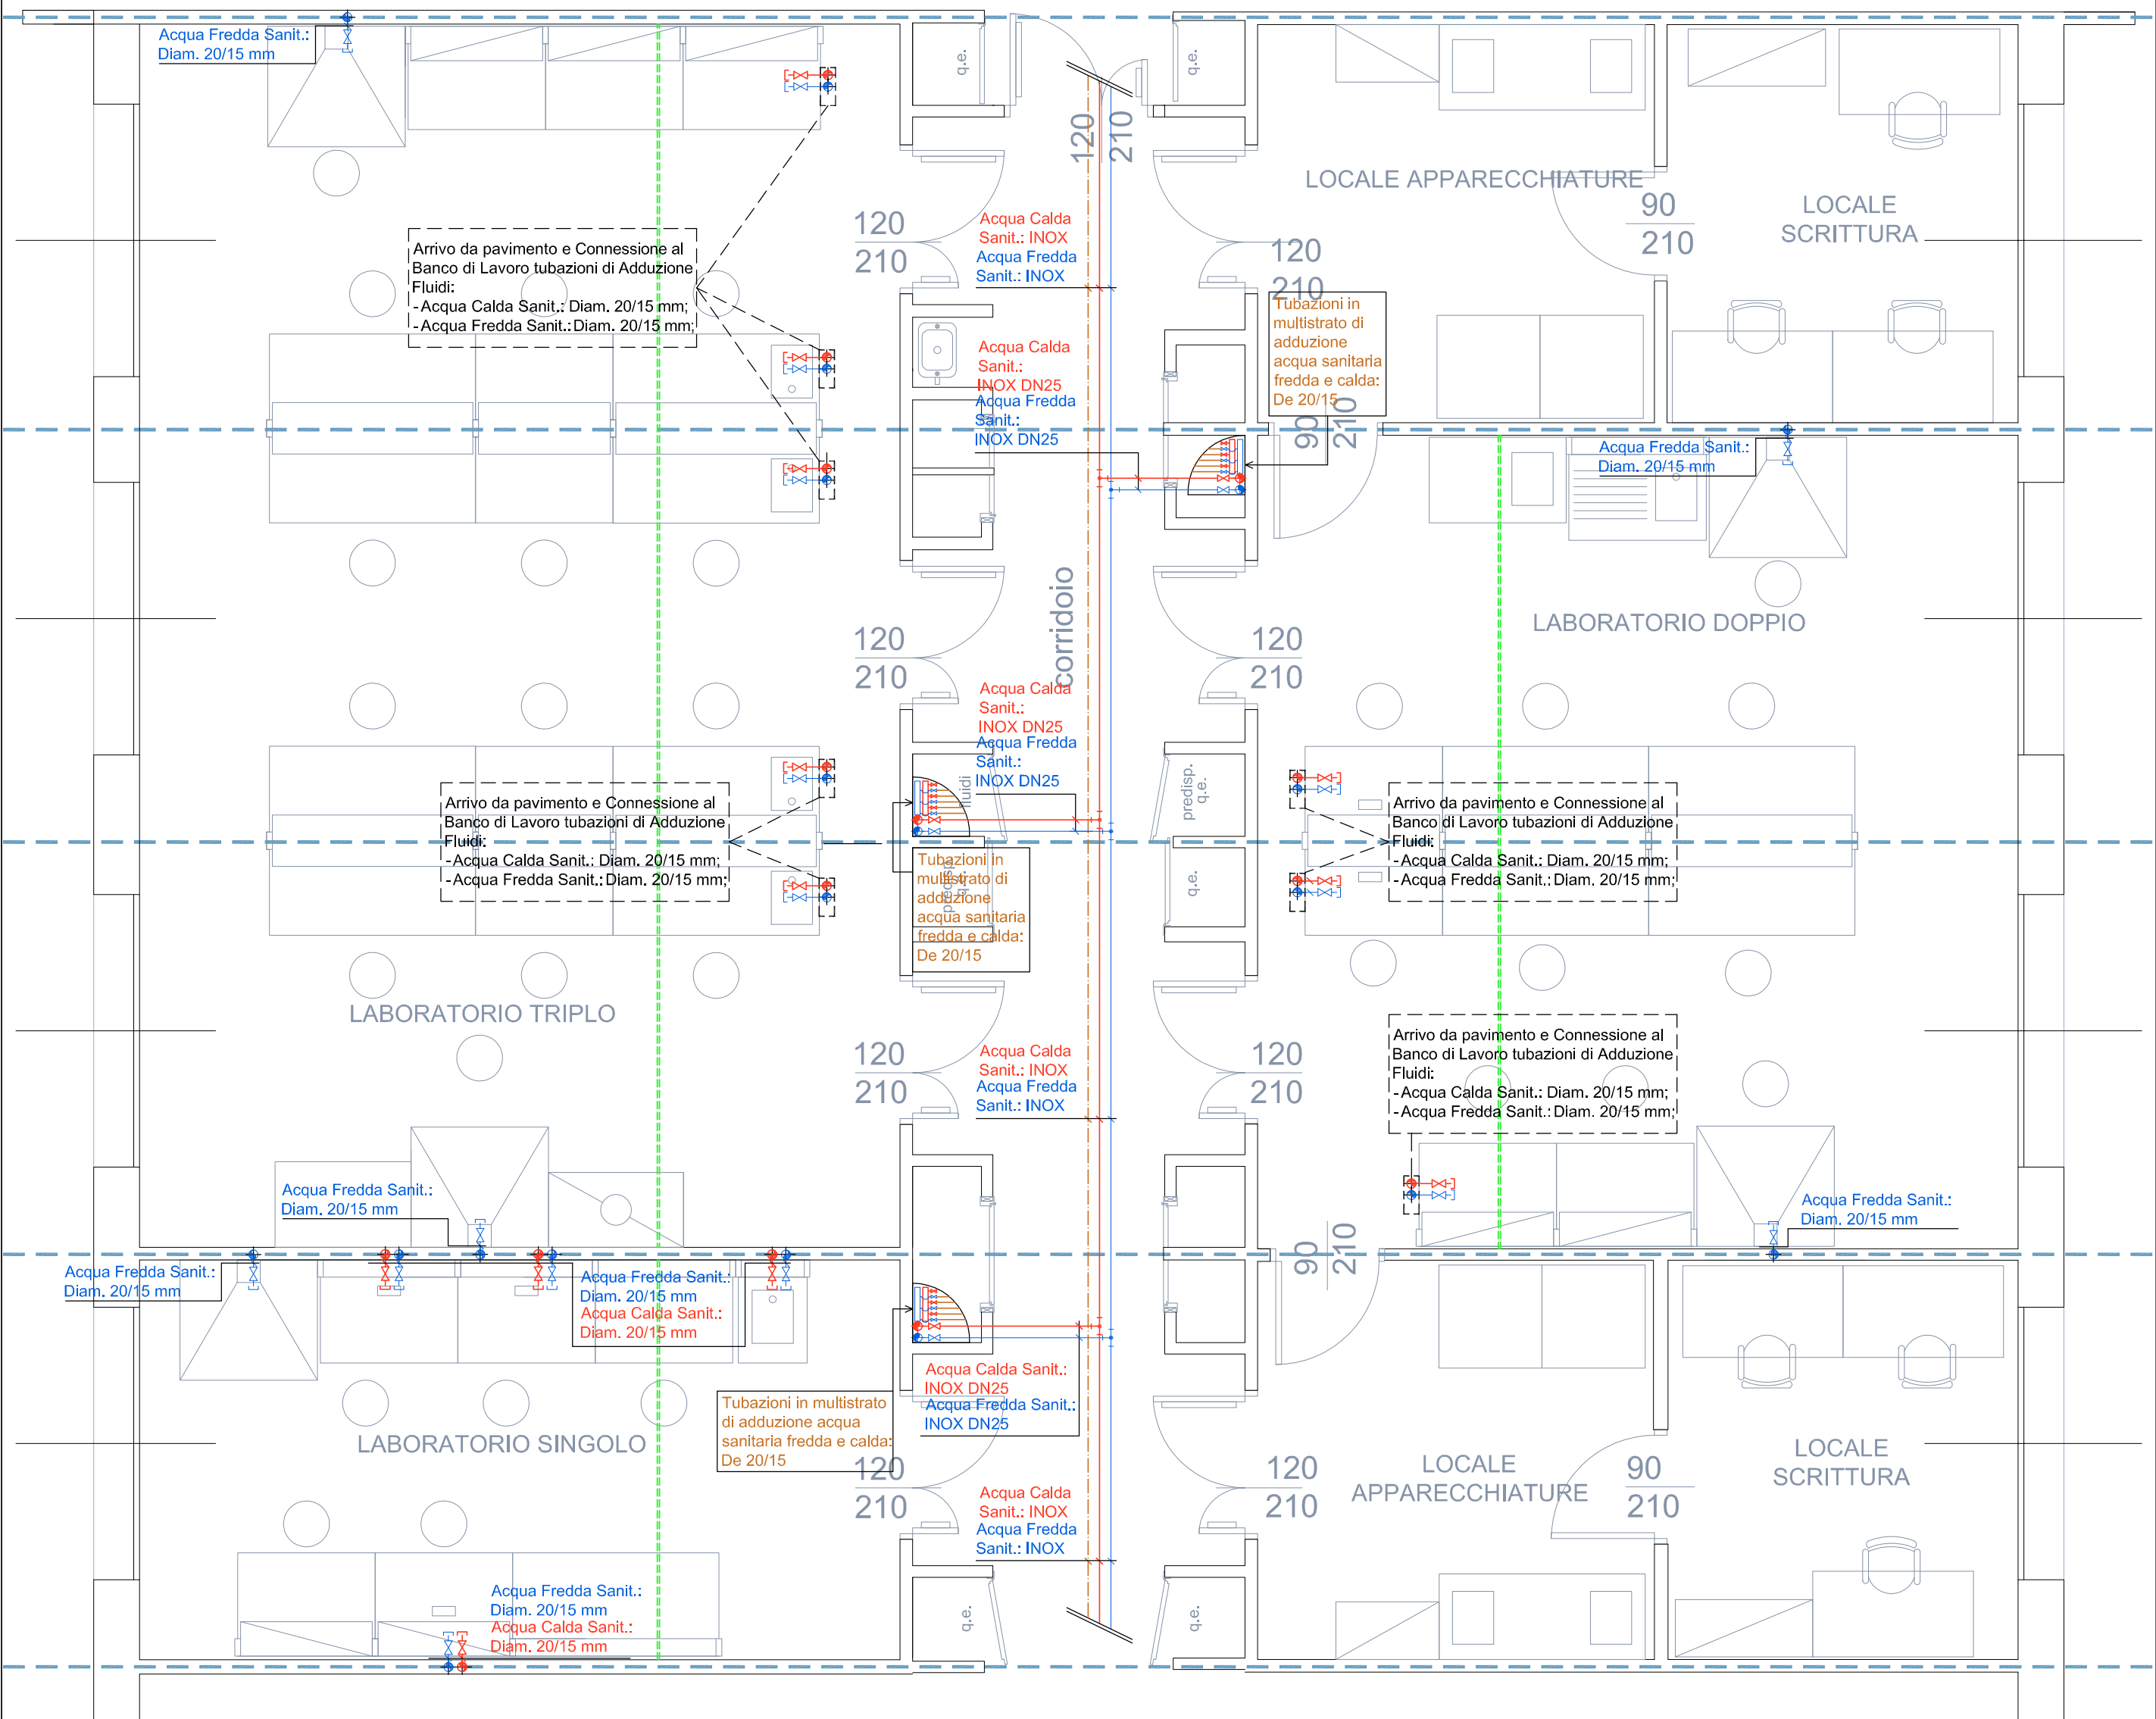 Acqua Fredda Sanit.:
Diam. 20/15 mm
q.e.
q.e.
120
210
LOCALE APPARECCHIATURE
90
210
LOCALE
SCRITTURA
Arrivo da pavimento e Connessione al
Banco di Lavoro tubazioni di Adduzione
Fluidi:
-Acqua Calda Sanit.: Diam. 20/15 mm;
-Acqua Fredda Sanit.: Diam. 20/15 mm;
120
210
Acqua Calda
Sanit.: INOX
Acqua Fredda
Sanit.: INOX
120
210
Tubazioni in
multistrato di
adduzione
acqua sanitaria
fredda e calda:
De 20/15
Acqua Calda
Sanit.:
INOX DN25
Acqua Fredda
Sanit.:
INOX DN25
90
210
Acqua Fredda Sanit.:
Diam. 20/15 mm
corridoio
LABORATORIO DOPPIO
120
210
120
210
Acqua Calda
Sanit.:
INOX DN25
Acqua Fredda
Sanit.:
INOX DN25
fluidi
predisp.
q.e.
Arrivo da pavimento e Connessione al
Banco di Lavoro tubazioni di Adduzione
Fluidi:
-Acqua Calda Sanit.: Diam. 20/15 mm;
-Acqua Fredda Sanit.: Diam. 20/15 mm;
Arrivo da pavimento e Connessione al
Banco di Lavoro tubazioni di Adduzione
Fluidi:
-Acqua Calda Sanit.: Diam. 20/15 mm;
-Acqua Fredda Sanit.: Diam. 20/15 mm;
Tubazioni in
multistrato di
adduzione
acqua sanitaria
fredda e calda:
De 20/15
predisp.
q.e.
q.e.
LABORATORIO TRIPLO
120
210
Acqua Calda
Sanit.: INOX
Acqua Fredda
Sanit.: INOX
120
210
Arrivo da pavimento e Connessione al
Banco di Lavoro tubazioni di Adduzione
Fluidi:
-Acqua Calda Sanit.: Diam. 20/15 mm;
-Acqua Fredda Sanit.: Diam. 20/15 mm;
Acqua Fredda Sanit.:
Diam. 20/15 mm
Acqua Fredda Sanit.:
Diam. 20/15 mm
90
210
Acqua Fredda Sanit.:
Diam. 20/15 mm
Acqua Fredda Sanit.:
Diam. 20/15 mm
Acqua Calda Sanit.:
Diam. 20/15 mm
Acqua Calda Sanit.:
INOX DN25
Acqua Fredda Sanit.:
INOX DN25
Tubazioni in multistrato
di adduzione acqua
sanitaria fredda e calda:
De 20/15
LABORATORIO SINGOLO
120
210
Acqua Calda
Sanit.: INOX
Acqua Fredda
Sanit.: INOX
120
210
LOCALE
APPARECCHIATURE
90
210
LOCALE
SCRITTURA
Acqua Fredda Sanit.:
Diam. 20/15 mm
Acqua Calda Sanit.:
Diam. 20/15 mm
q.e.
q.e.